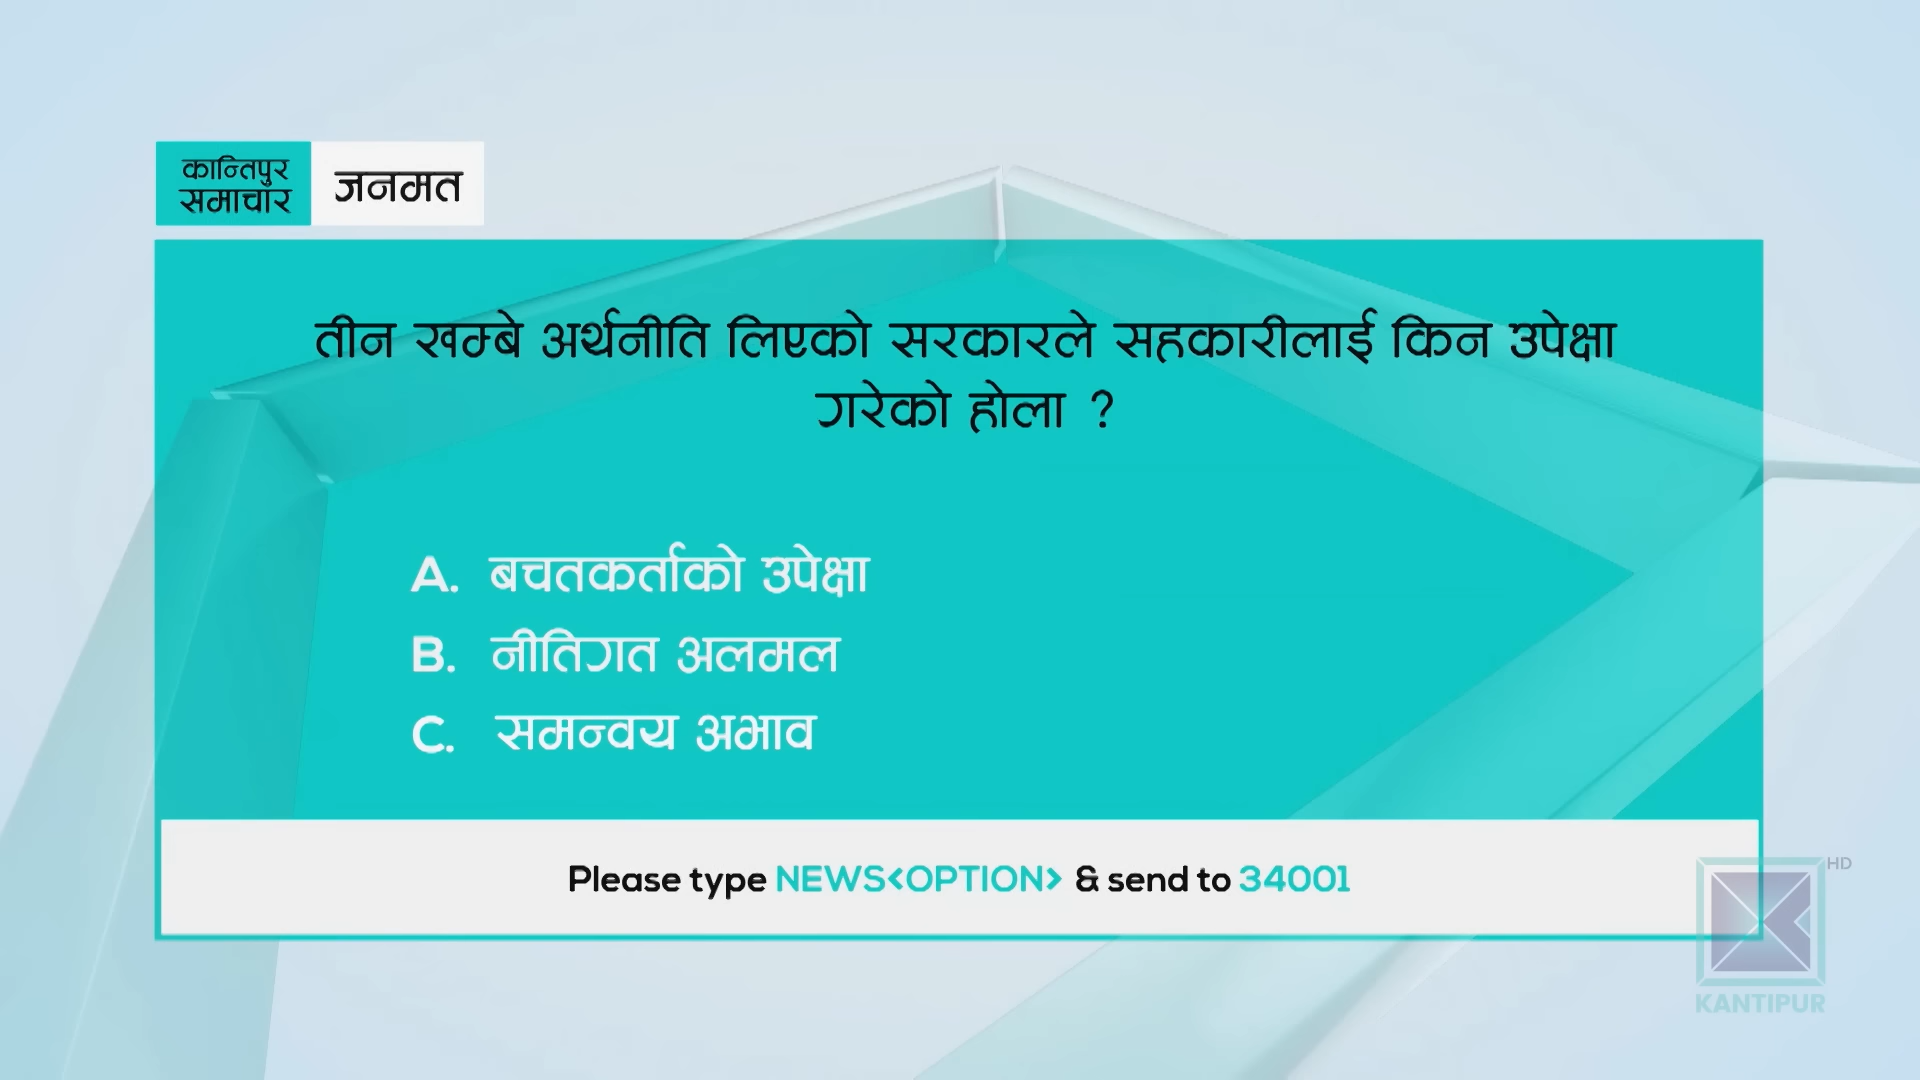 कान्तिपुर
समाचार
जनमत
तीन खम्बे अर्थनीति लिएको सरकारले सहकारीलाई किन उपेक्षा
गरेको होला ?
A. बचतकर्ताको उपेक्षा
B. नीतिगत अलमल
C. समन्वय अभाव
Please type NEWS<OPTION> & send to 34001
HD
KANTIPUR